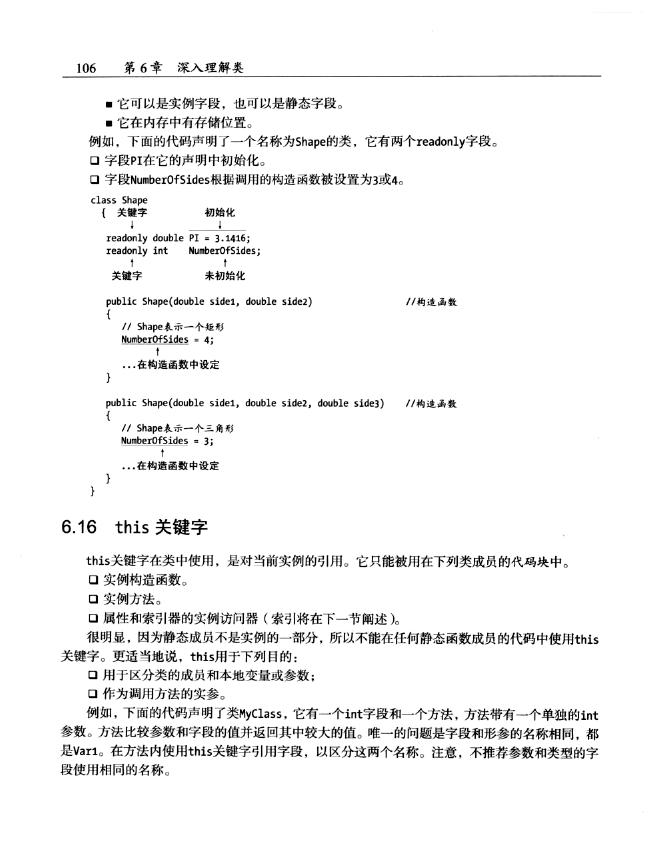 106 第 6 章 深入理解类
■ 它可以是实例字段，也可以是静态字段。
■ 它在内存中有存储位置。
例如，下面的代码声明了一个名称为Shape的类，它有两个readonly字段。
❑ 字段PI在它的声明中初始化。
❑ 字段NumberOfSides根据调用的构造函数被设置为3或4。
class Shape
{ 关键字 初始化
↓ ↓
readonly double PI = 3.1416;
readonly int NumberOfSides;
↑ ↑
关键字 未初始化
public Shape(double side1, double side2) //构造函数
{
// Shape表示一个矩形
NumberOfSides = 4;
↑
...在构造函数中设定
}
public Shape(double side1, double side2, double side3) //构造函数
{
// Shape表示一个三角形
NumberOfSides = 3;
↑
...在构造函数中设定
}
}
6.16 this 关键字
this关键字在类中使用，是对当前实例的引用。它只能被用在下列类成员的代码块中。
❑ 实例构造函数。
❑ 实例方法。
❑ 属性和索引器的实例访问器（索引将在下一节阐述）。
很明显，因为静态成员不是实例的一部分，所以不能在任何静态函数成员的代码中使用this
关键字。更适当地说，this用于下列目的：
❑ 用于区分类的成员和本地变量或参数；
❑ 作为调用方法的实参。
例如，下面的代码声明了类MyClass，它有一个int字段和一个方法，方法带有一个单独的int
参数。方法比较参数和字段的值并返回其中较大的值。唯一的问题是字段和形参的名称相同，都
是Var1。在方法内使用this关键字引用字段，以区分这两个名称。注意，不推荐参数和类型的字
段使用相同的名称。